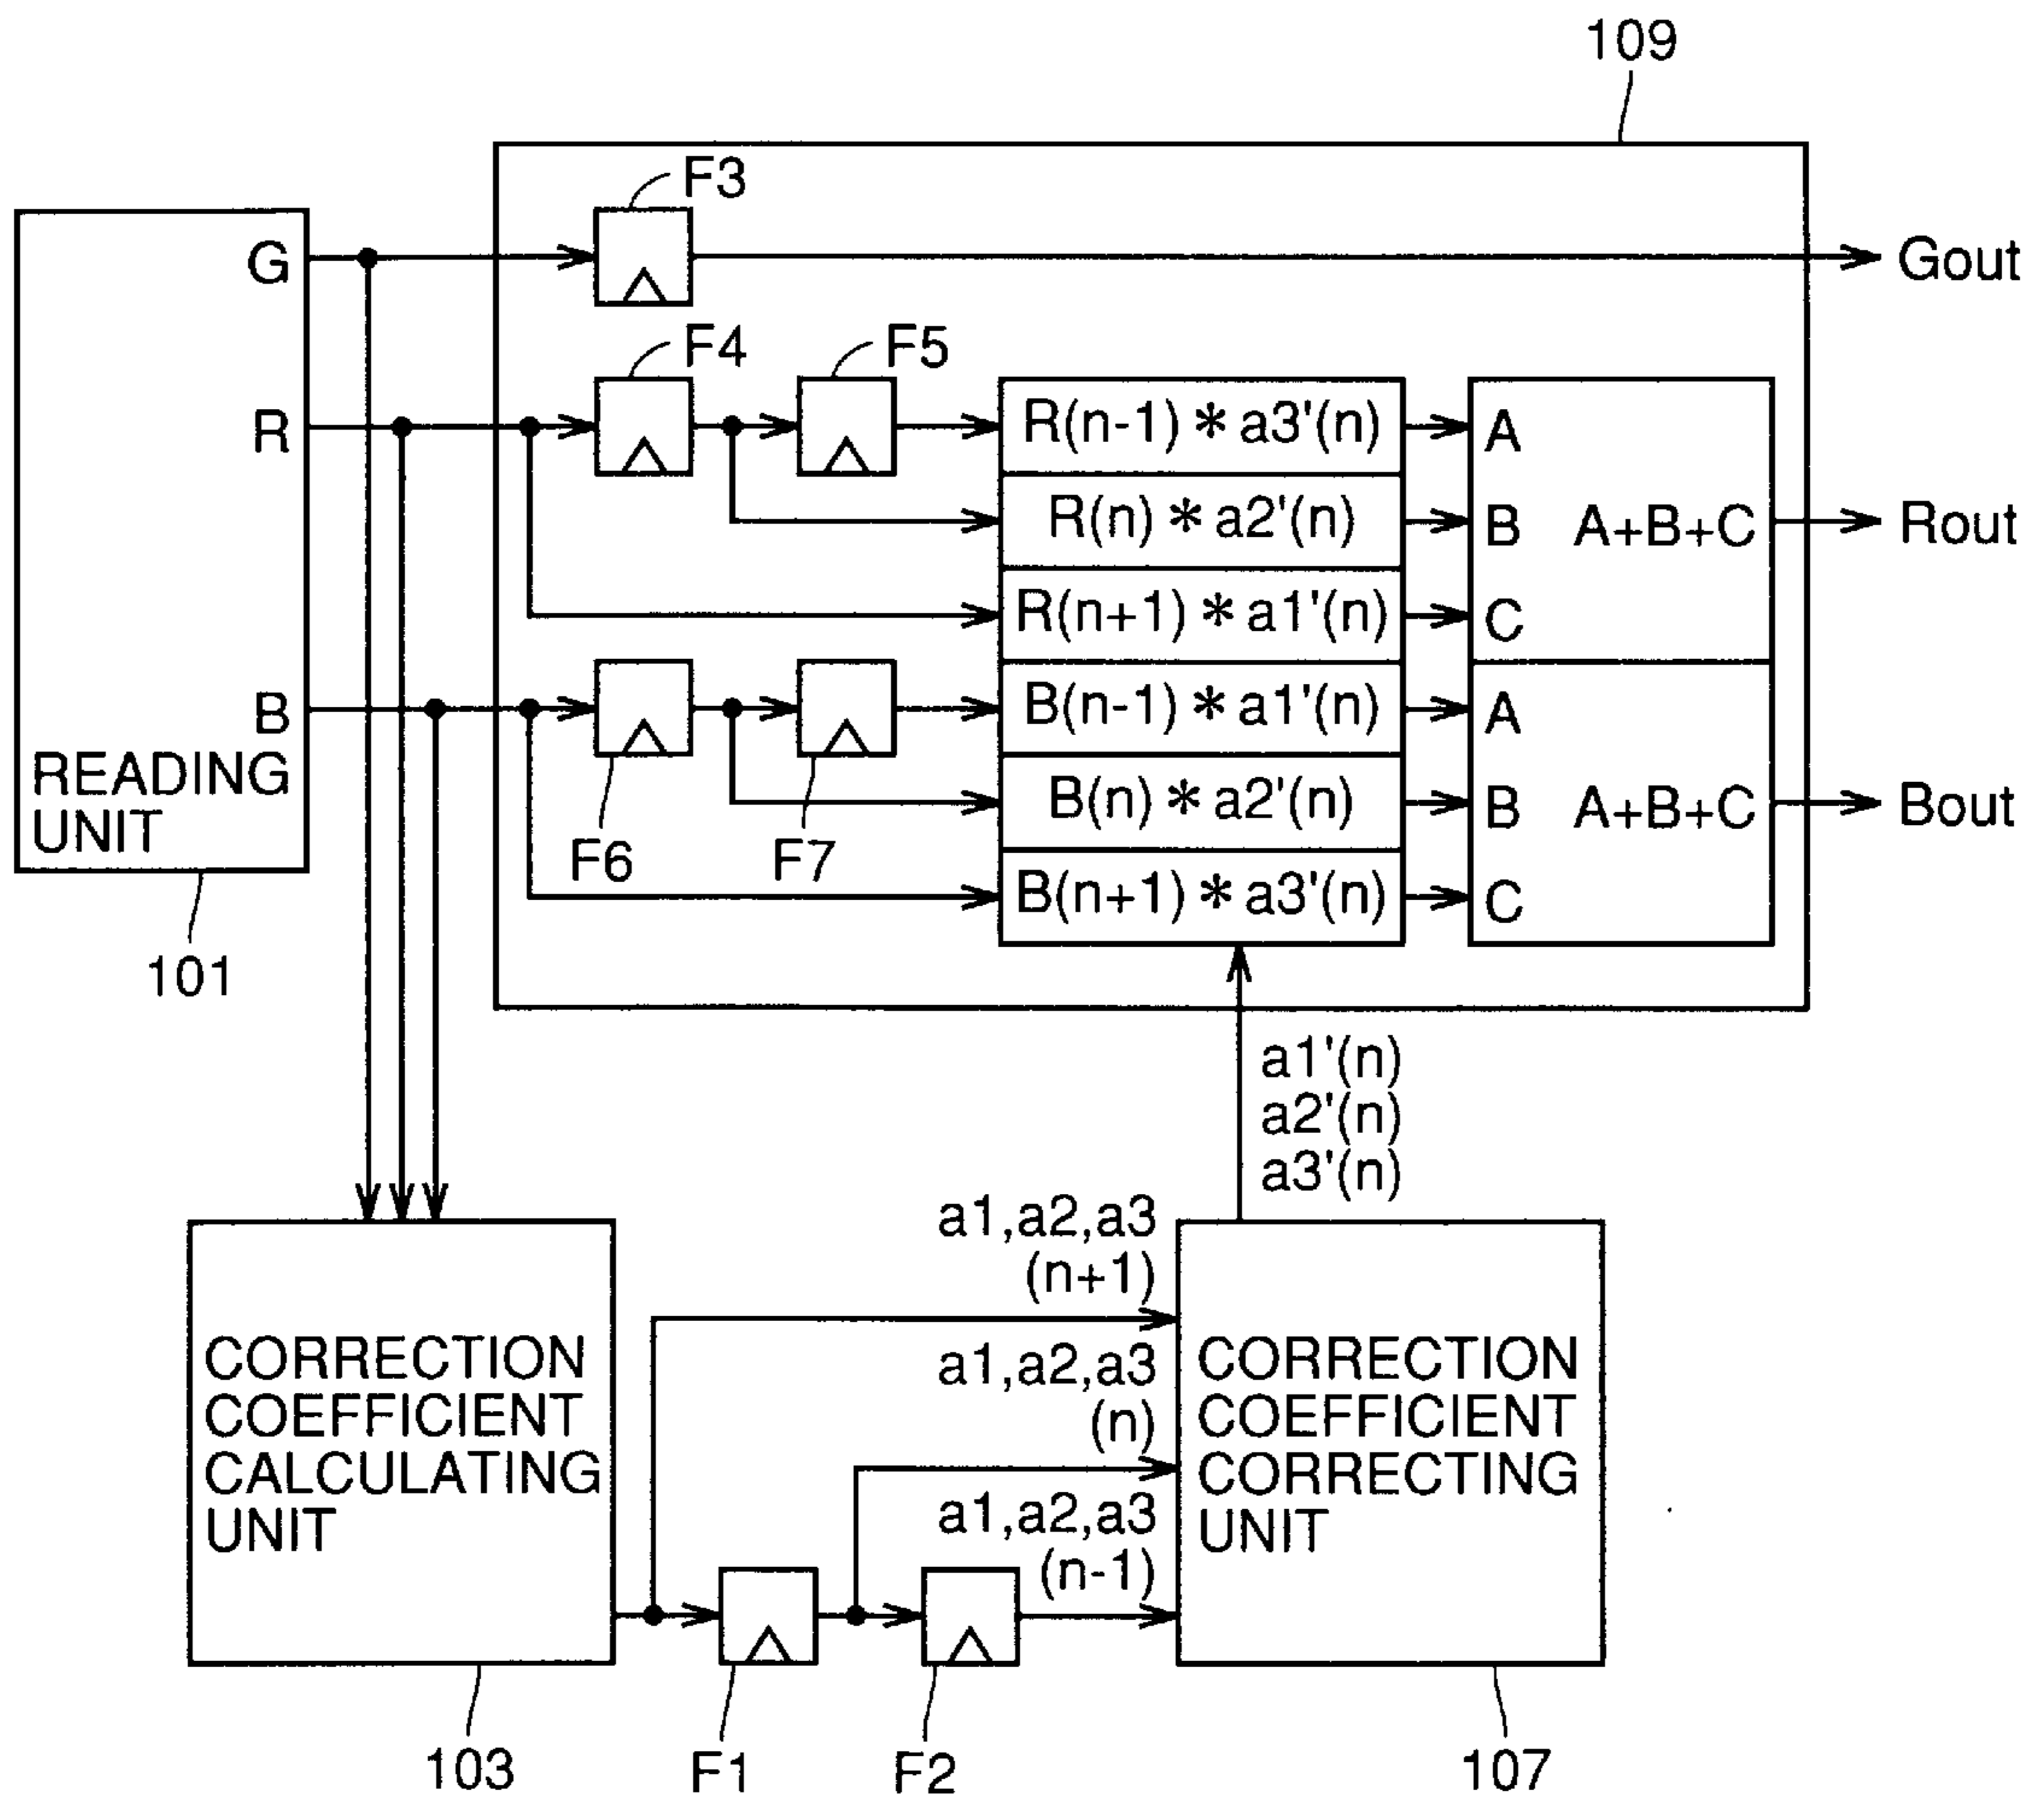 109
F3
G
Gout
F4
F5
R
R(n-1) * a3'(n)
A
R(n) * a2'(n)
B
A+B+C
Rout
R(n+1) * a1'(n)
C
B
B(n-1) * a1'(n)
A
READING
UNIT
B(n) * a2'(n)
B
A+B+C
Bout
F6
F7
B(n+1) * a3'(n)
C
101
a1'(n)
a2'(n)
a3'(n)
a1,a2,a3
(n+1)
a1,a2,a3
(n)
a1,a2,a3
(n-1)
CORRECTION
COEFFICIENT
CALCULATING
UNIT
CORRECTION
COEFFICIENT
CORRECTING
UNIT
103
F1
F2
107